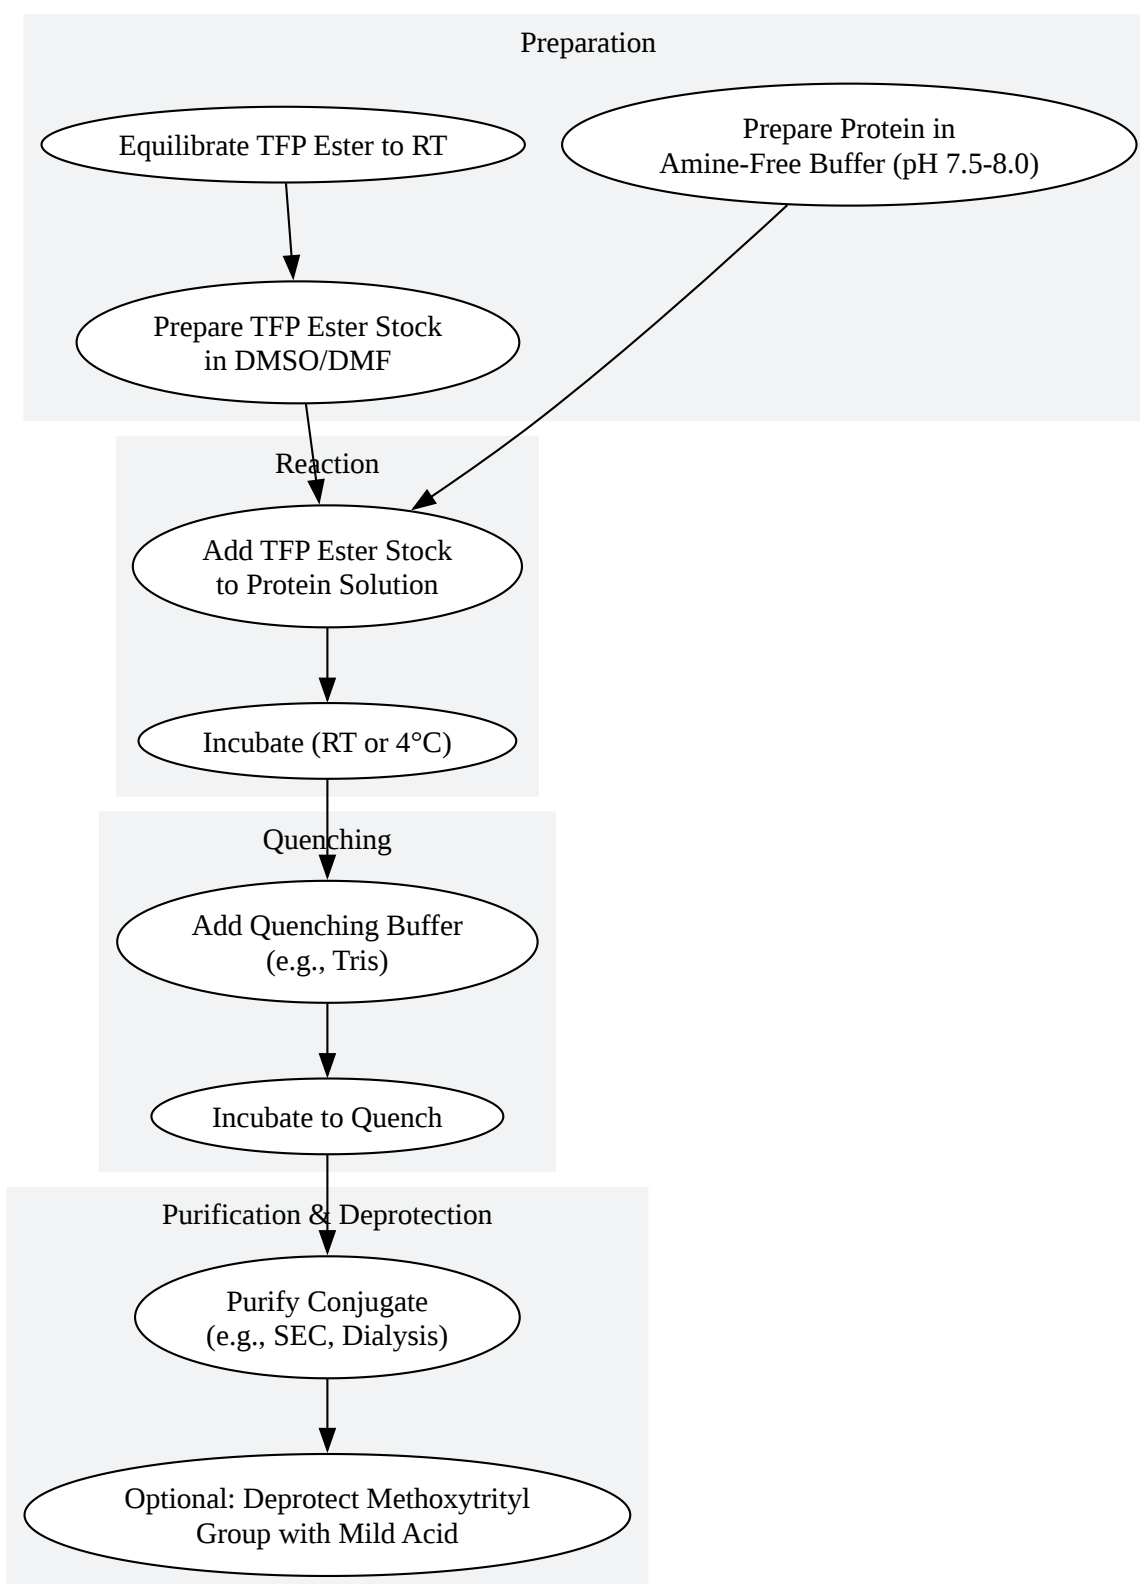 Preparation
Equilibrate TFP Ester to RT
Prepare Protein in
Amine-Free Buffer (pH 7.5-8.0)
Prepare TFP Ester Stock
in DMSO/DMF
Reaction
Add TFP Ester Stock
to Protein Solution
Incubate (RT or 4°C)
Quenching
Add Quenching Buffer
(e.g., Tris)
Incubate to Quench
Purification & Deprotection
Purify Conjugate
(e.g., SEC, Dialysis)
Optional: Deprotect Methoxytrityl
Group with Mild Acid